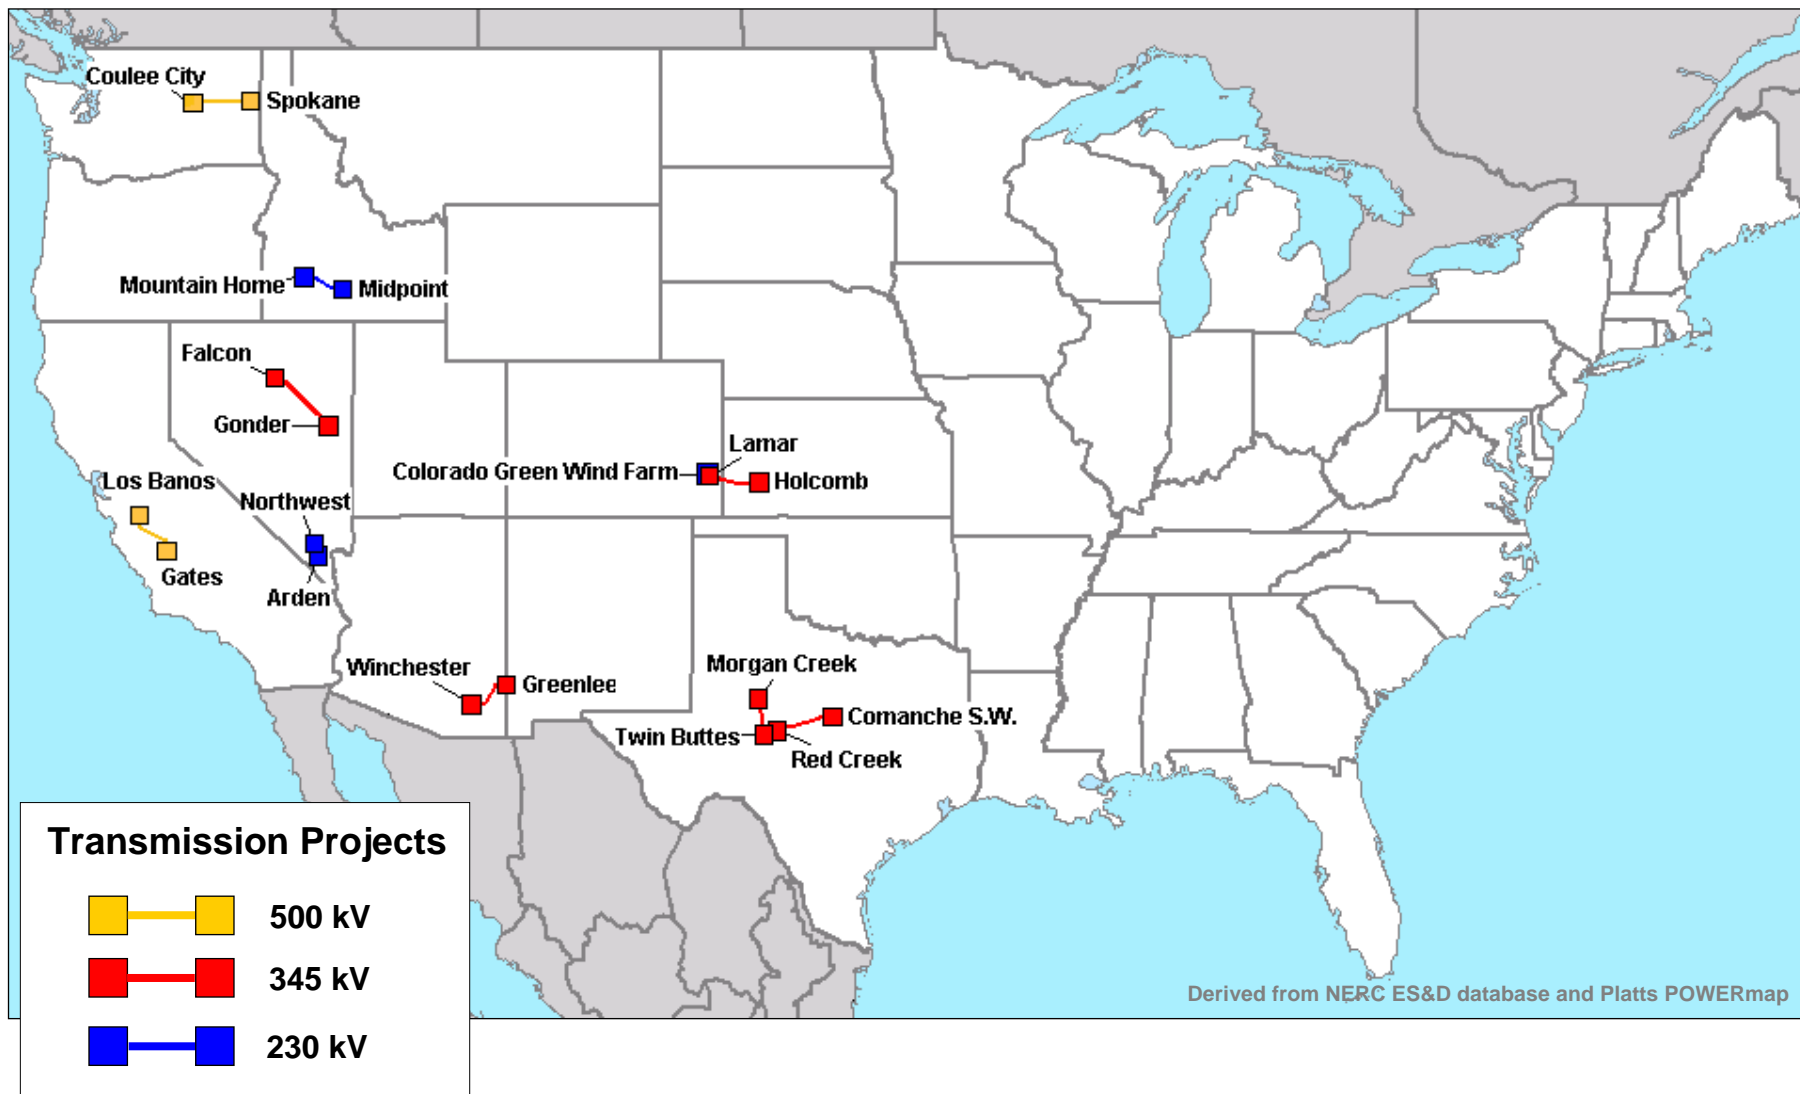 Coulee City
Spokane
Mountain Home
Midpoint
Falcon
Gonder
Lamar
Colorado Green Wind Farm
Holcomb
Los Banos
Northwest
Gates
Arden
Morgan Creek
Winchester
Greenlee
Comanche S.W.
Twin Buttes
Red Creek
Transmission Projects
500 kV
345 kV
230 kV
Derived from NERC ES&D database and Platts POWERmap